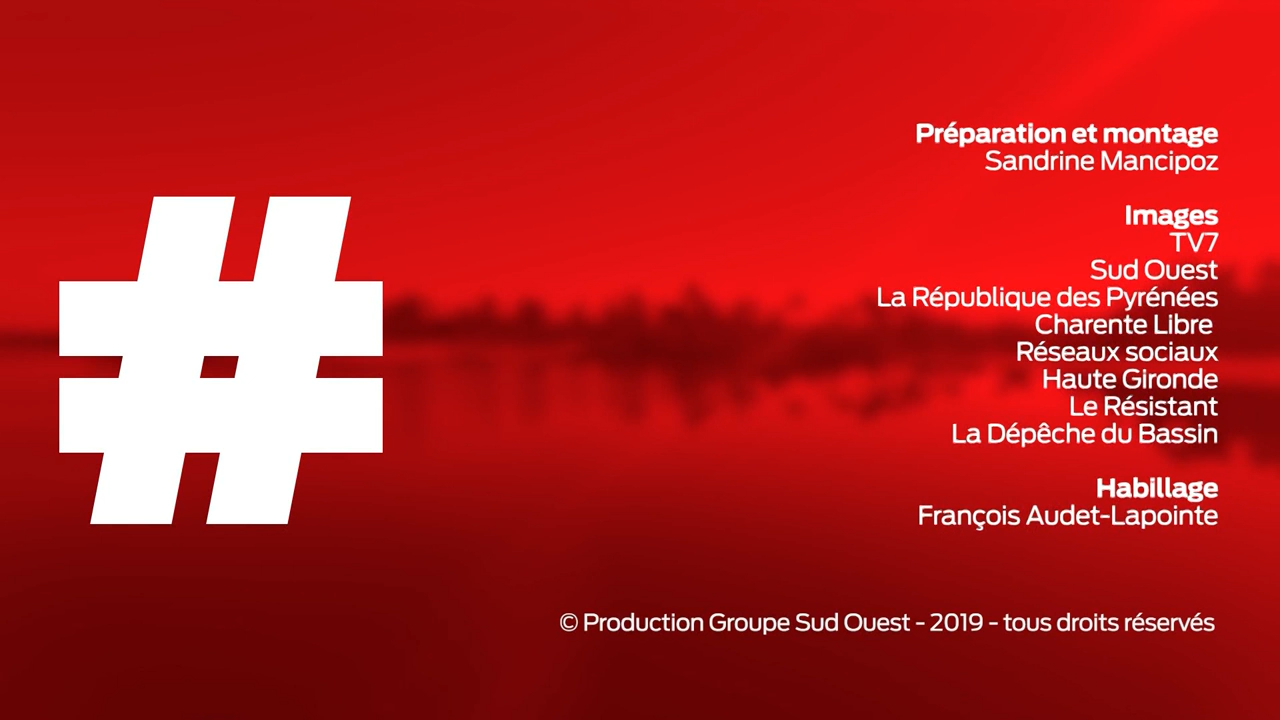 #
Préparation et montage
Sandrine Mancipoz
Images
TV7
Sud Ouest
La République des Pyrénées
Charente Libre
Réseaux sociaux
Haute Gironde
Le Résistant
La Dépêche du Bassin
Habillage
François Audet-Lapointe
© Production Groupe Sud Ouest - 2019 - tous droits réservés